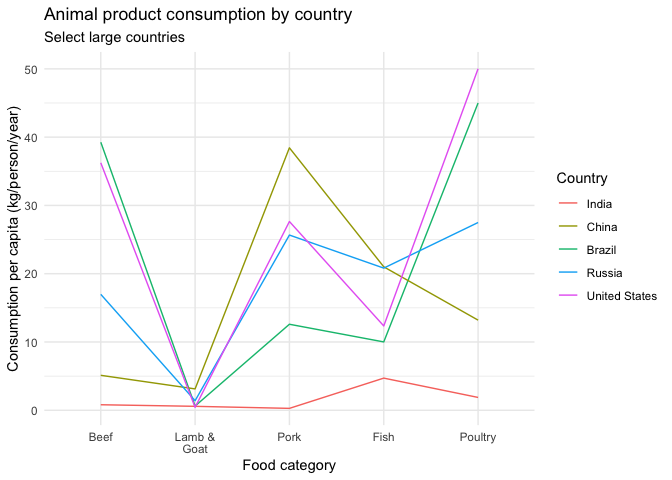 Animal product consumption by country
Select large countries
Consumption per capita (kg/person/year)
50
40
30
20
10
0
Beef
Lamb &
Goat
Pork
Fish
Poultry
Food category
Country
India
China
Brazil
Russia
United States